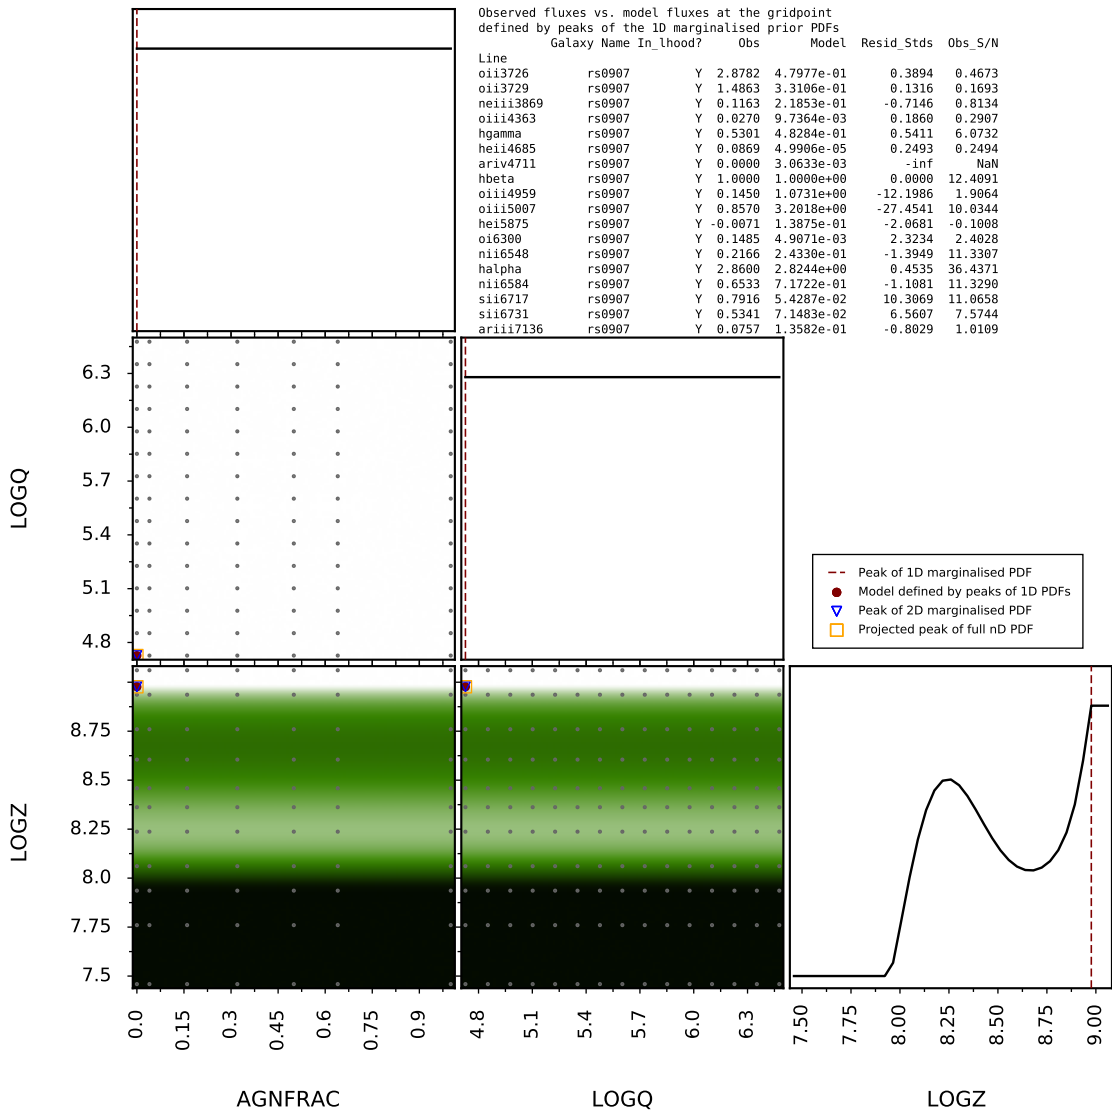 Observed fluxes vs. model fluxes at the gridpoint
defined by peaks of the 1D marginalised prior PDFs
Galaxy Name In_lhood? Obs Model Resid_Stds Obs_S/N
Line
oii3726 rs0907 Y 2.8782 4.7977e-01 0.3894 0.4673
oii3729 rs0907 Y 1.4863 3.3106e-01 0.1316 0.1693
neiii3869 rs0907 Y 0.1163 2.1853e-01 -0.7146 0.8134
oiii4363 rs0907 Y 0.0270 9.7364e-03 0.1860 0.2907
hgamma rs0907 Y 0.5301 4.8284e-01 0.5411 6.0732
heii4685 rs0907 Y 0.0869 4.9906e-05 0.2493 0.2494
ariv4711 rs0907 Y 0.0000 3.0633e-03 -inf NaN
hbeta rs0907 Y 1.0000 1.0000e+00 0.0000 12.4091
oiii4959 rs0907 Y 0.1450 1.0731e+00 -12.1986 1.9064
oiii5007 rs0907 Y 0.8570 3.2018e+00 -27.4541 10.0344
hei5875 rs0907 Y -0.0071 1.3875e-01 -2.0681 -0.1008
oi6300 rs0907 Y 0.1485 4.9071e-03 2.3234 2.4028
nii6548 rs0907 Y 0.2166 2.4330e-01 -1.3949 11.3307
halpha rs0907 Y 2.8600 2.8244e+00 0.4535 36.4371
nii6584 rs0907 Y 0.6533 7.1722e-01 -1.1081 11.3290
sii6717 rs0907 Y 0.7916 5.4287e-02 10.3069 11.0658
sii6731 rs0907 Y 0.5341 7.1483e-02 6.5607 7.5744
ariii7136 rs0907 Y 0.0757 1.3582e-01 -0.8029 1.0109
LOGQ
6.3
6.0
5.7
5.4
5.1
4.8
Peak of 1D marginalised PDF
Model defined by peaks of 1D PDFs
Peak of 2D marginalised PDF
Projected peak of full nD PDF
LOGZ
8.75
8.5
8.25
8.0
7.75
7.5
0.0 0.15 0.3 0.45 0.6 0.75 0.9
4.8 5.1 5.4 5.7 6.0 6.3
7.50 7.75 8.00 8.25 8.50 8.75 9.00
AGNFRAC LOGQ LOGZ